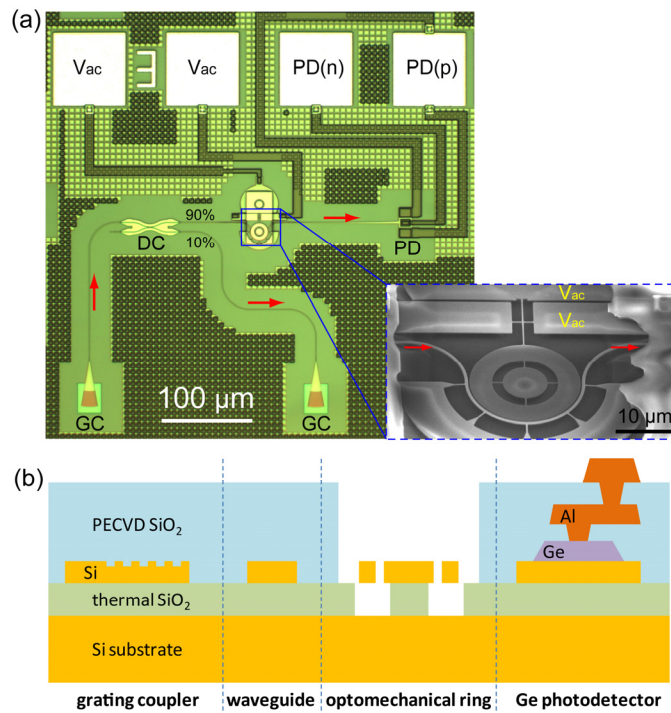 (a)
Vac
Vac
PD(n)
PD(p)
90%
DC
10%
PD
Vac
Vac
100 μm
10 μm
GC
GC
(b)
PECVD SiO2
Al
Ge
Si
thermal SiO2
Si substrate
grating coupler
waveguide
optomechanical ring
Ge photodetector